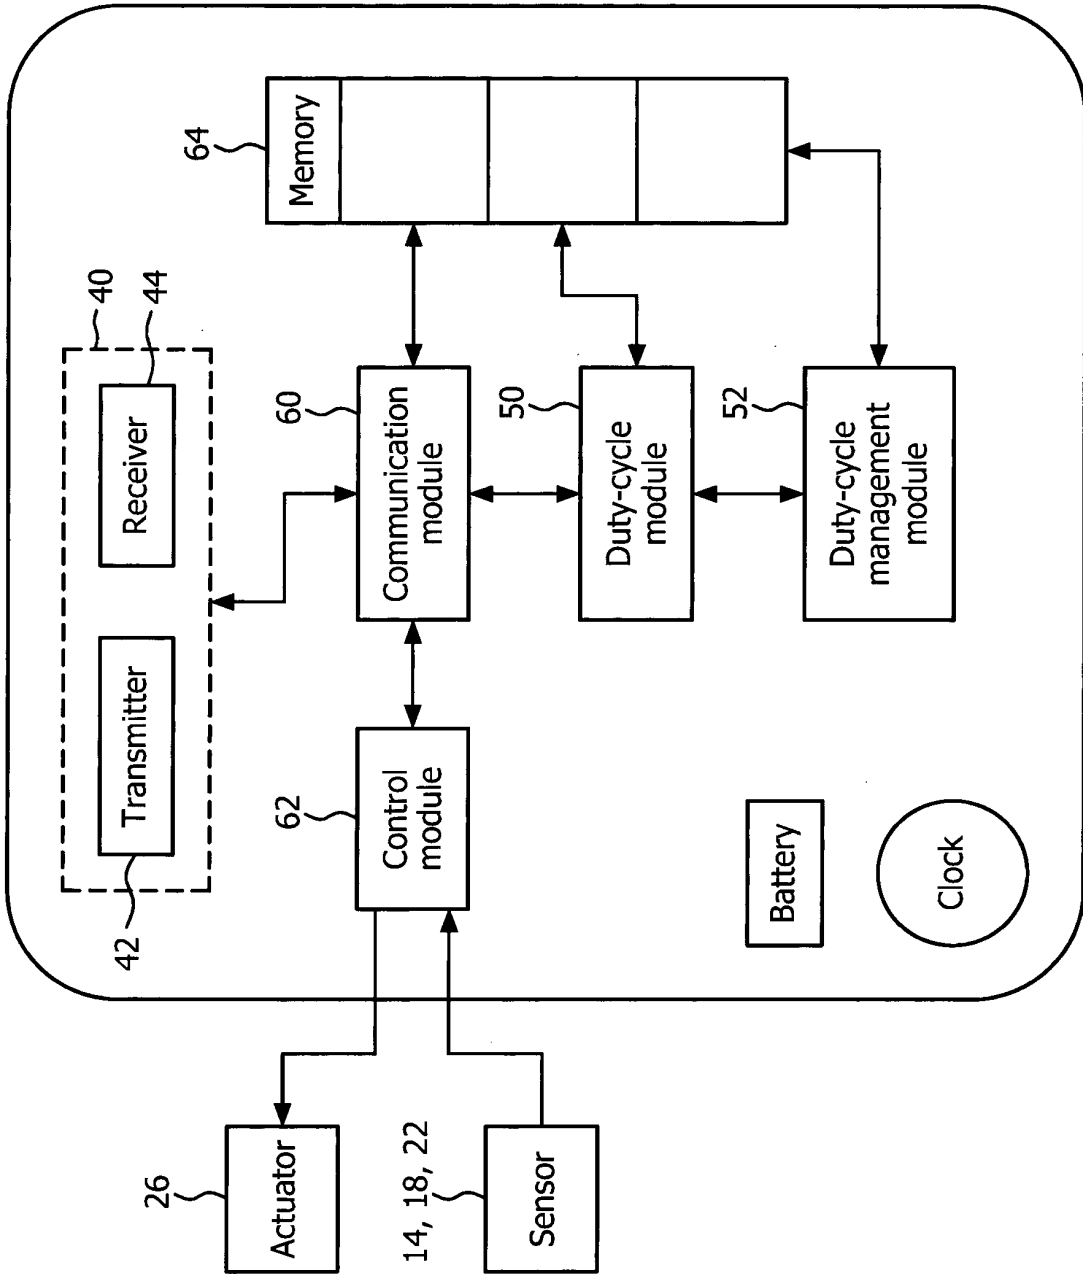 40
42
Transmitter
Receiver
44
26
64
Actuator
62
60
Memory
Control
module
Communication
module
14, 18, 22
Sensor
50
Duty-cycle
module
52
Battery
Duty-cycle
management
module
Clock